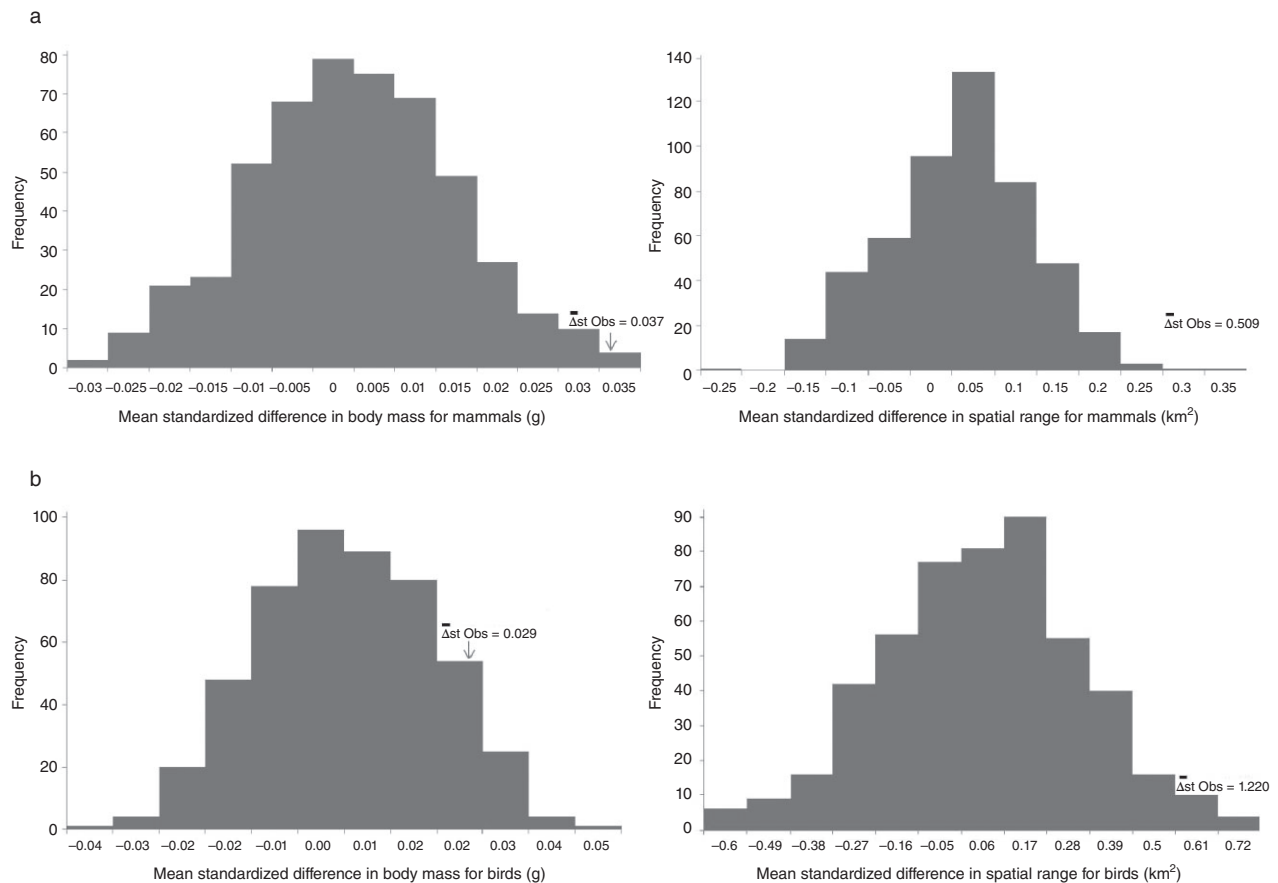 a
80
70
60
50
40
30
20
10
0
Frequency
Δ̄st Obs = 0.037
−0.03 −0.025 −0.02 −0.015 −0.01 −0.005 0 0.005 0.01 0.015 0.02 0.025 0.03 0.035
Mean standardized difference in body mass for mammals (g)
140
120
100
80
60
40
20
0
Frequency
Δ̄st Obs = 0.509
−0.25 −0.2 −0.15 −0.1 −0.05 0 0.05 0.1 0.15 0.2 0.25 0.3 0.35
Mean standardized difference in spatial range for mammals (km²)
b
100
80
60
40
20
0
Frequency
Δ̄st Obs = 0.029
−0.04 −0.03 −0.02 −0.02 −0.01 0.00 0.01 0.02 0.02 0.03 0.04 0.05
Mean standardized difference in body mass for birds (g)
90
80
70
60
50
40
30
20
10
0
Frequency
Δ̄st Obs = 1.220
−0.6 −0.49 −0.38 −0.27 −0.16 −0.05 0.06 0.17 0.28 0.39 0.5 0.61 0.72
Mean standardized difference in spatial range for birds (km²)